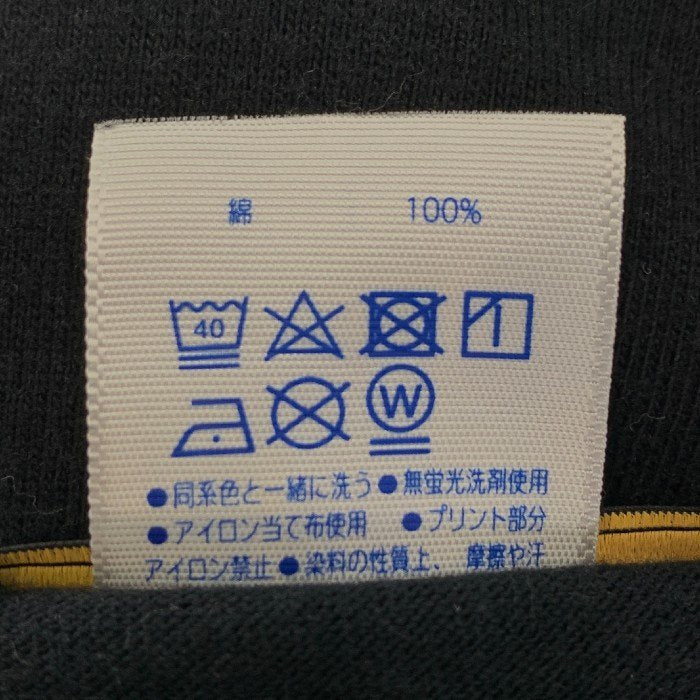 綿 100%
40
W
●同系色と一緒に洗う●無蛍光洗剤使用
●アイロン当て布使用 ●プリント部分
アイロン禁止●染料の性質上、摩擦や汗